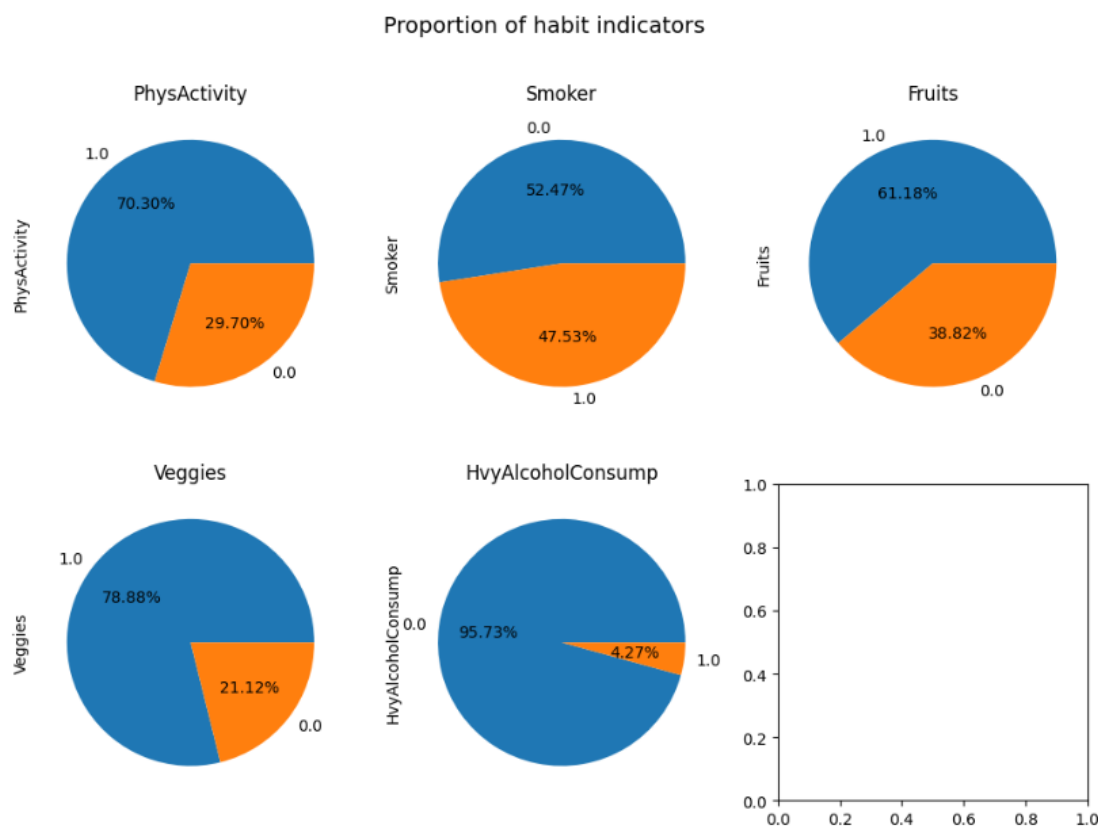 Proportion of habit indicators
PhysActivity
1.0
70.30%
29.70%
0.0
PhysActivity
Smoker
0.0
52.47%
47.53%
1.0
Smoker
Fruits
1.0
61.18%
38.82%
0.0
Fruits
Veggies
1.0
78.88%
21.12%
0.0
Veggies
HvyAlcoholConsump
0.0
95.73%
4.27%
1.0
HvyAlcoholConsump
1.0
0.8
0.6
0.4
0.2
0.0
0.0 0.2 0.4 0.6 0.8 1.0